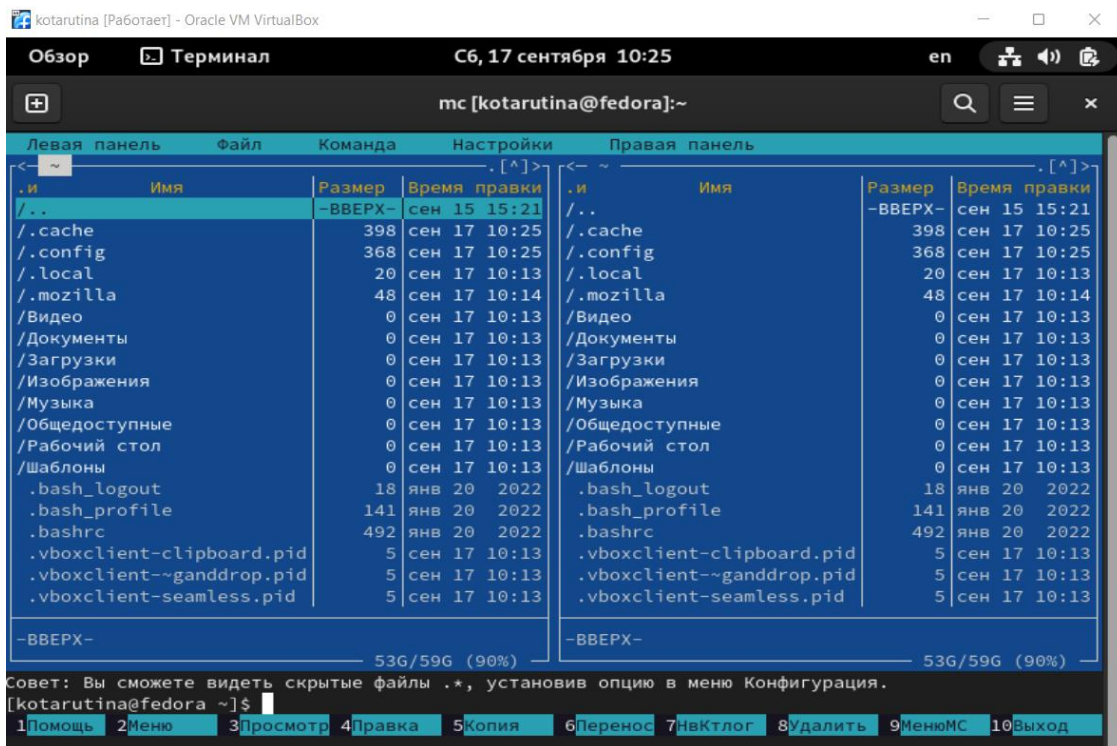 kotarutina [Работает] - Oracle VM VirtualBox
Обзор Терминал Сб, 17 сентября 10:25 en
mc [kotarutina@fedora]:~
Левая панель Файл Команда Настройки Правая панель
<— ~ .[^]> <— ~ .[^]>
.и Имя Размер Время правки .и Имя Размер Время правки
/.. -ВВЕРХ- сен 15 15:21 /.. -ВВЕРХ- сен 15 15:21
/.cache 398 сен 17 10:25 /.cache 398 сен 17 10:25
/.config 368 сен 17 10:25 /.config 368 сен 17 10:25
/.local 20 сен 17 10:13 /.local 20 сен 17 10:13
/.mozilla 48 сен 17 10:14 /.mozilla 48 сен 17 10:14
/Видео 0 сен 17 10:13 /Видео 0 сен 17 10:13
/Документы 0 сен 17 10:13 /Документы 0 сен 17 10:13
/Загрузки 0 сен 17 10:13 /Загрузки 0 сен 17 10:13
/Изображения 0 сен 17 10:13 /Изображения 0 сен 17 10:13
/Музыка 0 сен 17 10:13 /Музыка 0 сен 17 10:13
/Общедоступные 0 сен 17 10:13 /Общедоступные 0 сен 17 10:13
/Рабочий стол 0 сен 17 10:13 /Рабочий стол 0 сен 17 10:13
/Шаблоны 0 сен 17 10:13 /Шаблоны 0 сен 17 10:13
.bash_logout 18 янв 20 2022 .bash_logout 18 янв 20 2022
.bash_profile 141 янв 20 2022 .bash_profile 141 янв 20 2022
.bashrc 492 янв 20 2022 .bashrc 492 янв 20 2022
.vboxclient-clipboard.pid 5 сен 17 10:13 .vboxclient-clipboard.pid 5 сен 17 10:13
.vboxclient-~ganddrop.pid 5 сен 17 10:13 .vboxclient-~ganddrop.pid 5 сен 17 10:13
.vboxclient-seamless.pid 5 сен 17 10:13 .vboxclient-seamless.pid 5 сен 17 10:13
-ВВЕРХ- -ВВЕРХ-
53G/59G (90%) 53G/59G (90%)
Совет: Вы сможете видеть скрытые файлы .*, установив опцию в меню Конфигурация.
[kotarutina@fedora ~]$
1Помощь 2Меню 3Просмотр 4Правка 5Копия 6Перенос 7НвКтлог 8Удалить 9МенюМС 10Выход